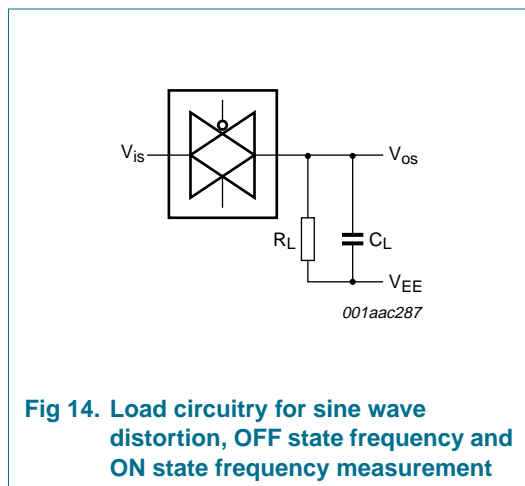 Vis
Vos
RL
CL
VEE
001aac287
Fig 14. Load circuitry for sine wave
distortion, OFF state frequency and
ON state frequency measurement